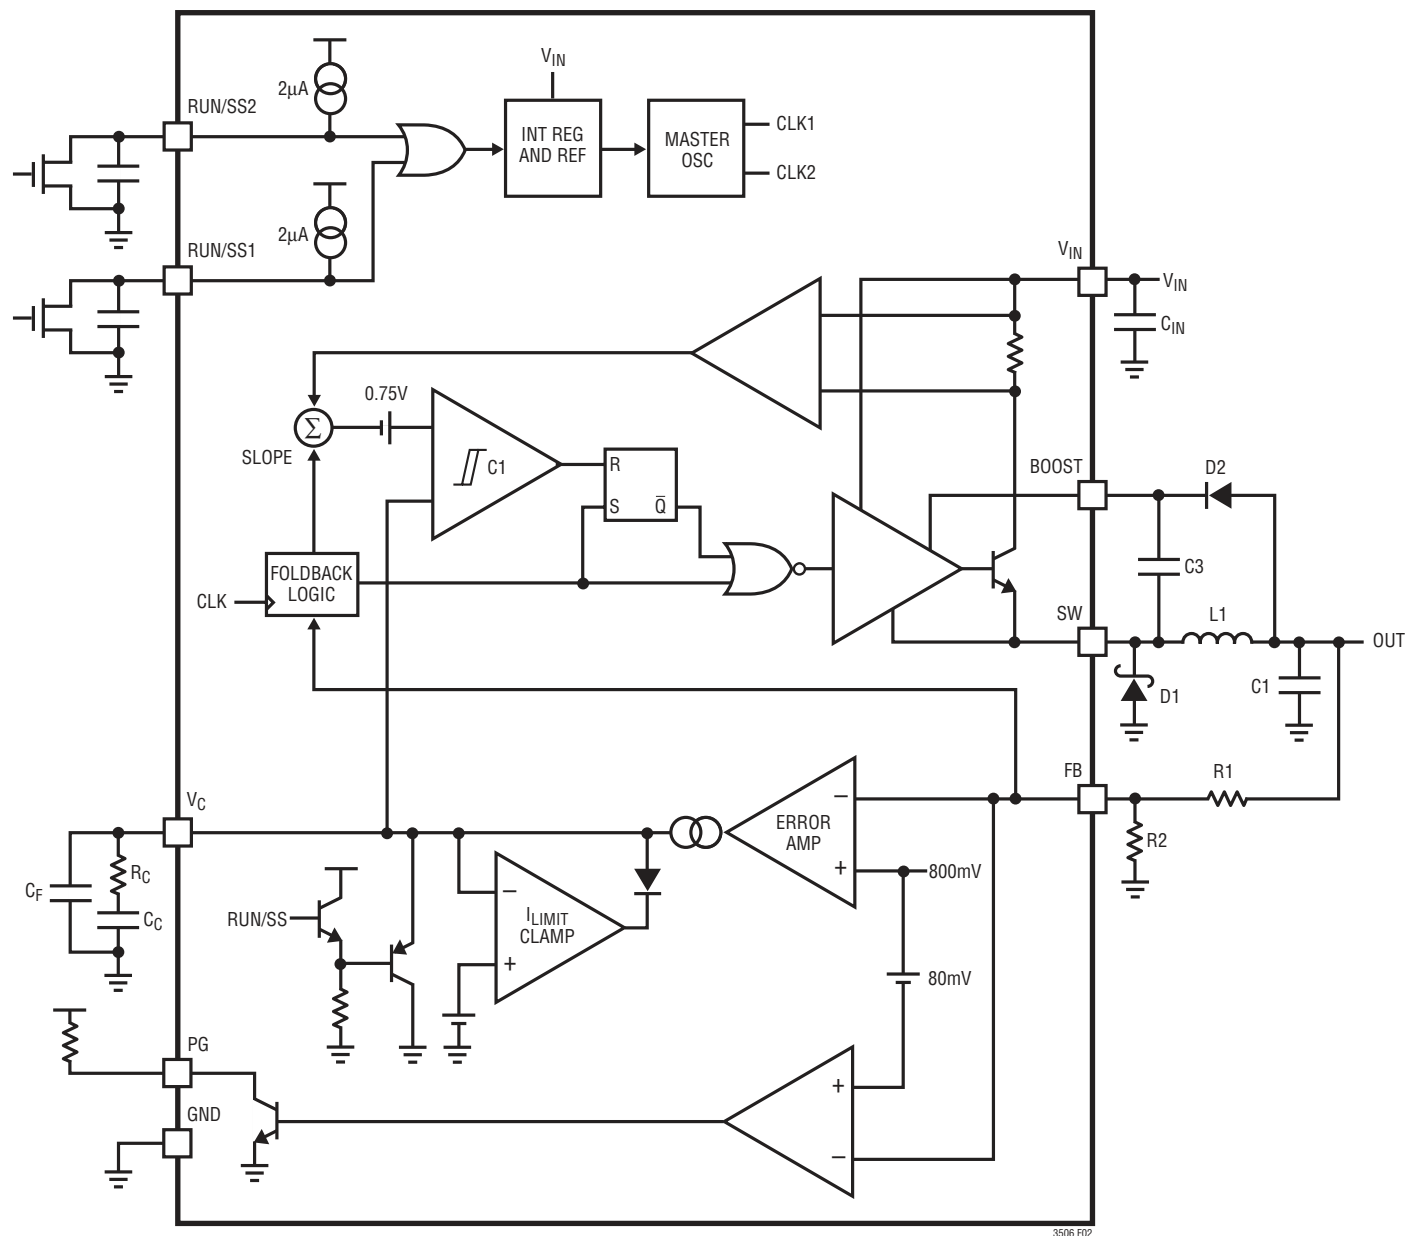 V_IN
2µA
RUN/SS2
INT REG
AND REF
MASTER
OSC
CLK1
CLK2
2µA
RUN/SS1
V_IN
V_IN
C_IN
0.75V
Σ
SLOPE
C1
R
S
Q̅
BOOST
D2
C3
FOLDBACK
LOGIC
CLK
SW
L1
OUT
D1
C1
FB
R1
R2
V_C
ERROR
AMP
−
+
800mV
C_F
R_C
C_C
RUN/SS
−
I_LIMIT
CLAMP
+
80mV
PG
+
−
GND
3506 F02